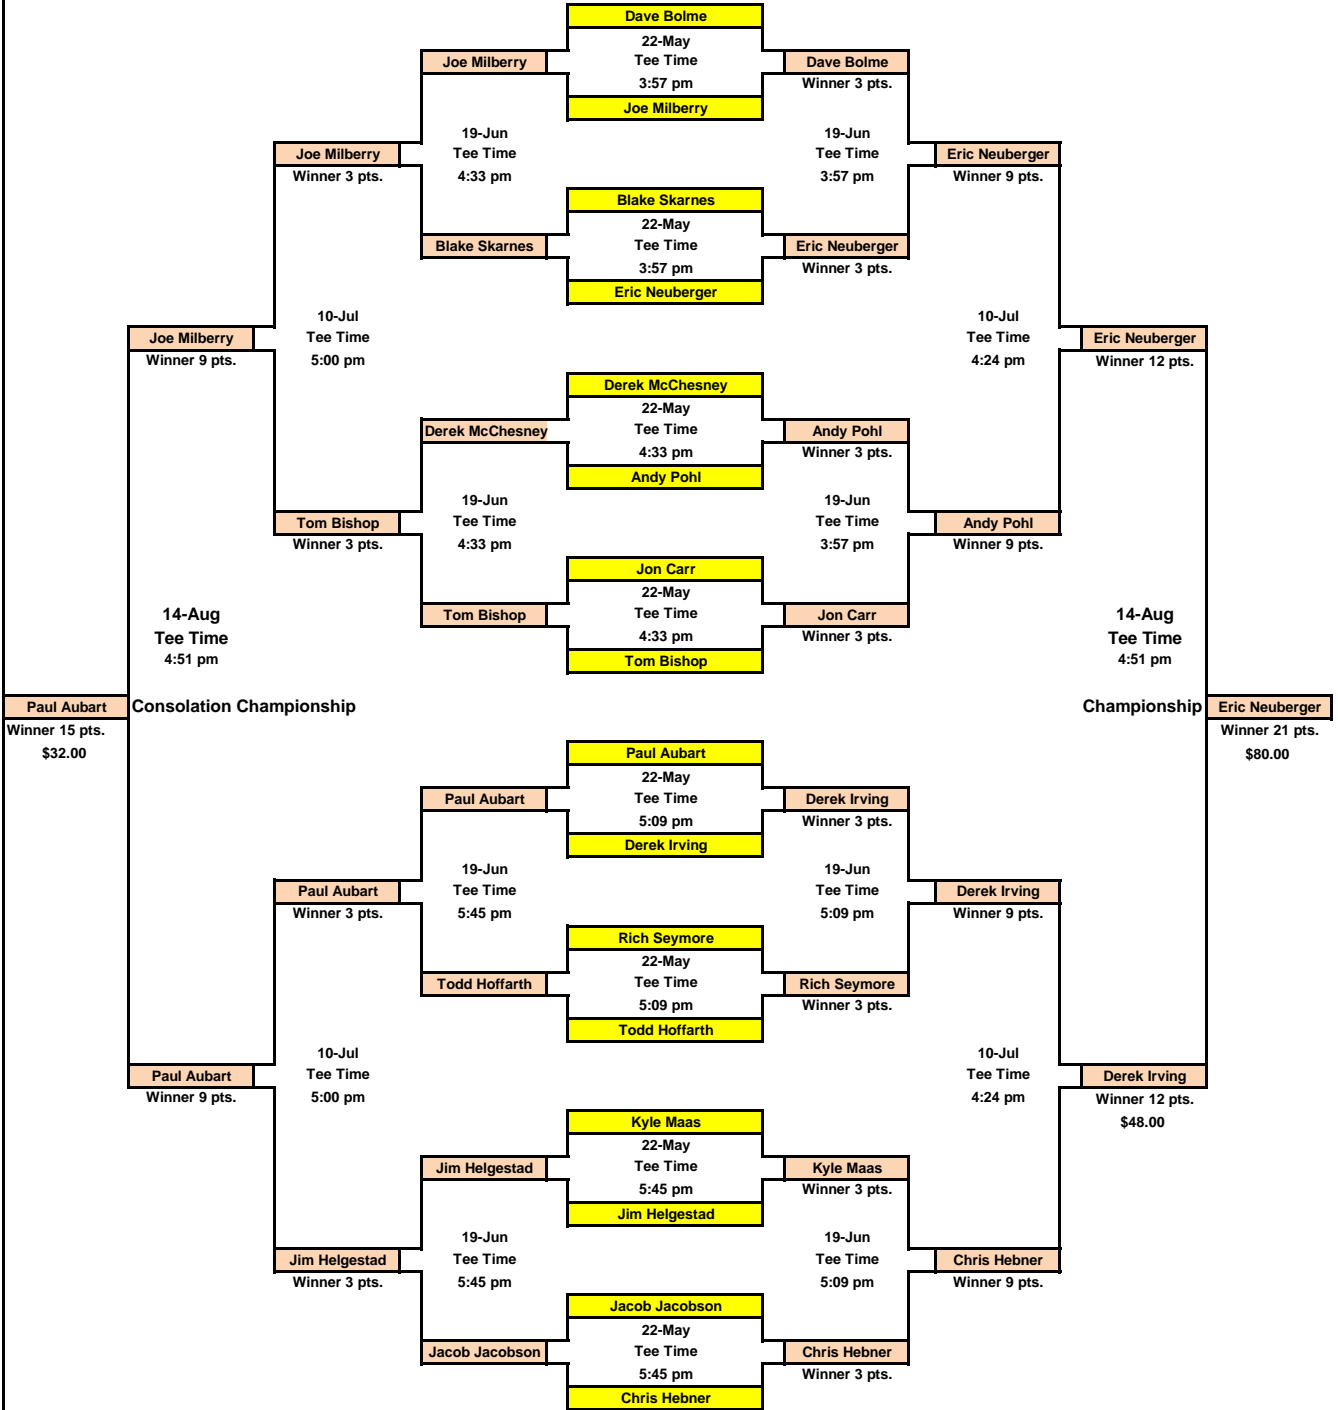 Dave Bolme
22-May
Joe Milberry Tee Time Dave Bolme
3:57 pm Winner 3 pts.
Joe Milberry
19-Jun 19-Jun
Joe Milberry Tee Time Tee Time Eric Neuberger
Winner 3 pts. 4:33 pm 3:57 pm Winner 9 pts.
Blake Skarnes
22-May
Blake Skarnes Tee Time Eric Neuberger
3:57 pm Winner 3 pts.
Eric Neuberger
10-Jul 10-Jul
Joe Milberry Tee Time Tee Time Eric Neuberger
Winner 9 pts. 5:00 pm 4:24 pm Winner 12 pts.
Derek McChesney
22-May
Derek McChesney Tee Time Andy Pohl
4:33 pm Winner 3 pts.
Andy Pohl
19-Jun 19-Jun
Tom Bishop Tee Time Tee Time Andy Pohl
Winner 3 pts. 4:33 pm 3:57 pm Winner 9 pts.
Jon Carr
22-May
14-Aug Tom Bishop Tee Time Jon Carr 14-Aug
Tee Time 4:33 pm Winner 3 pts. Tee Time
4:51 pm Tom Bishop 4:51 pm
Paul Aubart Consolation Championship Championship Eric Neuberger
Winner 15 pts. Winner 21 pts.
$32.00 Paul Aubart $80.00
22-May
Paul Aubart Tee Time Derek Irving
5:09 pm Winner 3 pts.
Derek Irving
19-Jun 19-Jun
Paul Aubart Tee Time Tee Time Derek Irving
Winner 3 pts. 5:45 pm 5:09 pm Winner 9 pts.
Rich Seymore
22-May
Todd Hoffarth Tee Time Rich Seymore
5:09 pm Winner 3 pts.
Todd Hoffarth
10-Jul 10-Jul
Paul Aubart Tee Time Tee Time Derek Irving
Winner 9 pts. 5:00 pm 4:24 pm Winner 12 pts.
Kyle Maas $48.00
22-May
Jim Helgestad Tee Time Kyle Maas
5:45 pm Winner 3 pts.
Jim Helgestad
19-Jun 19-Jun
Jim Helgestad Tee Time Tee Time Chris Hebner
Winner 3 pts. 5:45 pm 5:09 pm Winner 9 pts.
Jacob Jacobson
22-May
Jacob Jacobson Tee Time Chris Hebner
5:45 pm Winner 3 pts.
Chris Hebner